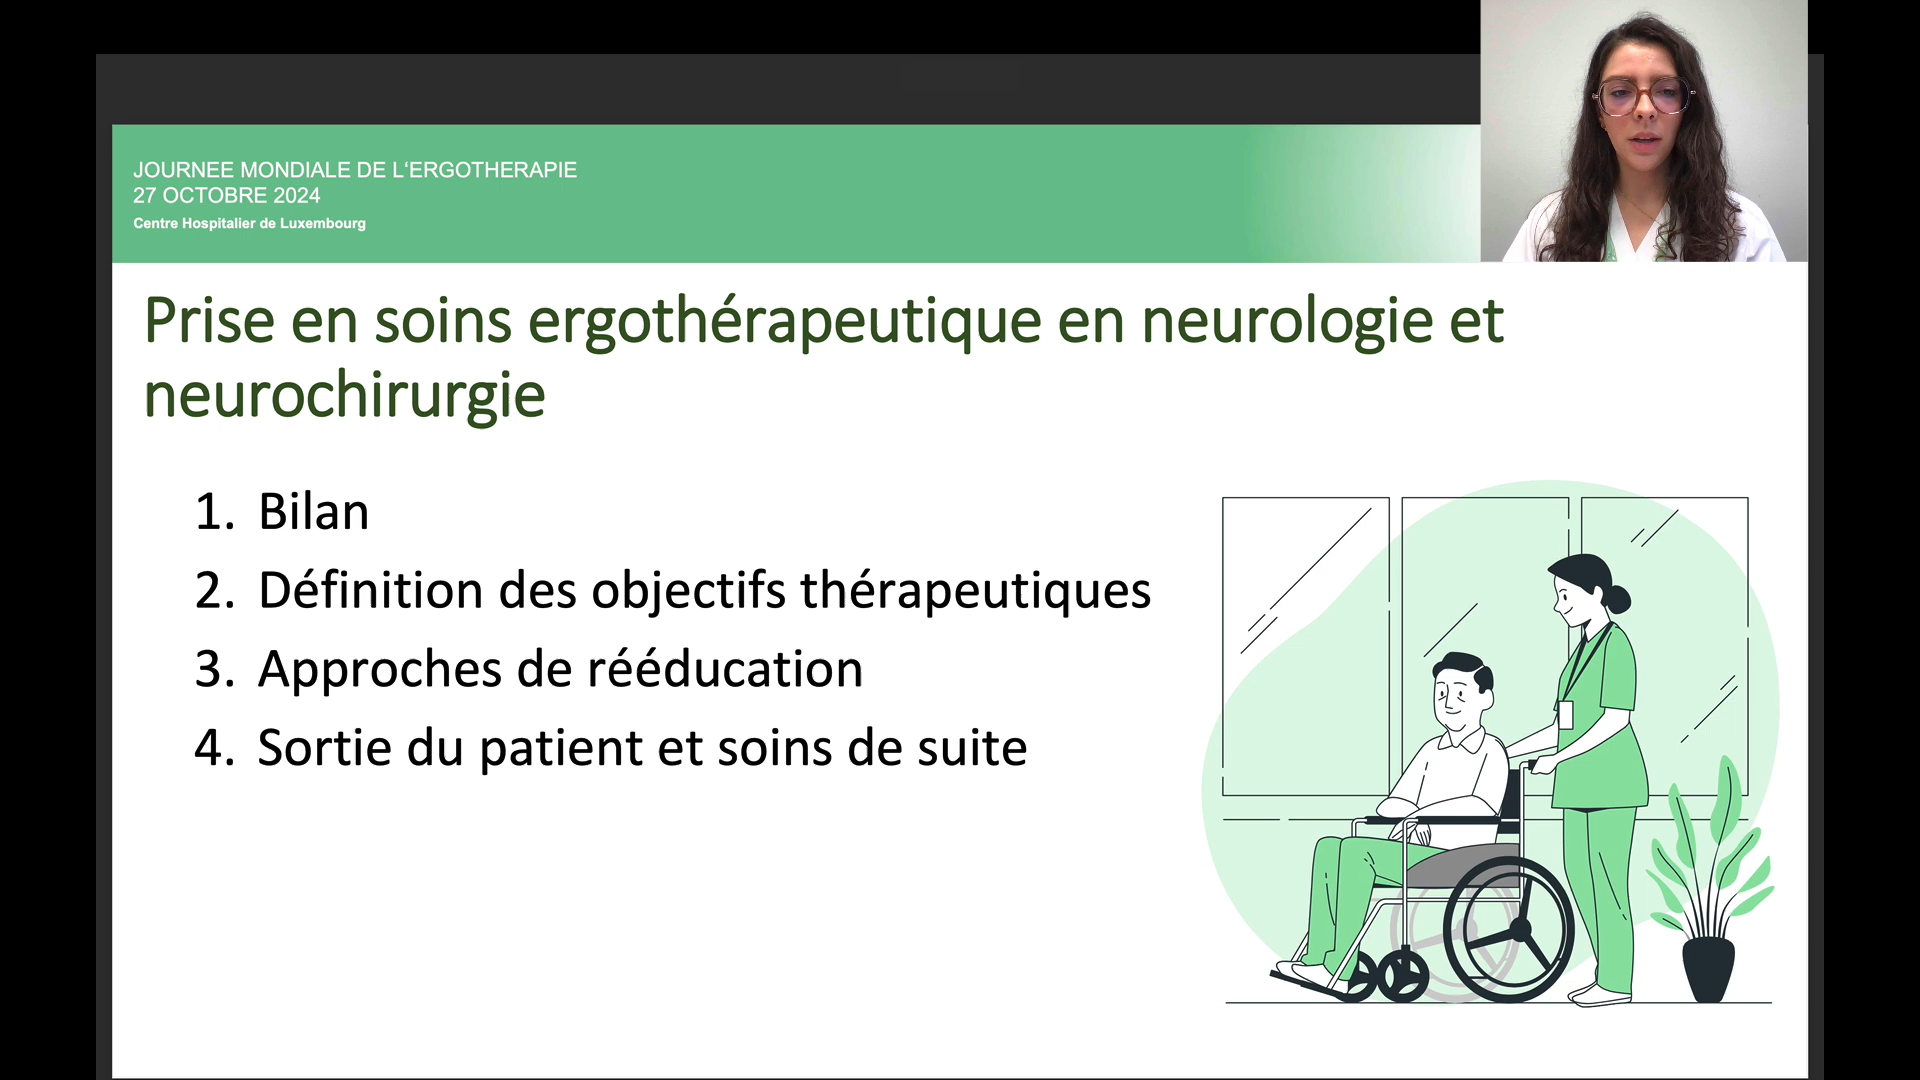 JOURNEE MONDIALE DE L‘ERGOTHERAPIE
27 OCTOBRE 2024
Centre Hospitalier de Luxembourg
Prise en soins ergothérapeutique en neurologie et
neurochirurgie
1. Bilan
2. Définition des objectifs thérapeutiques
3. Approches de rééducation
4. Sortie du patient et soins de suite